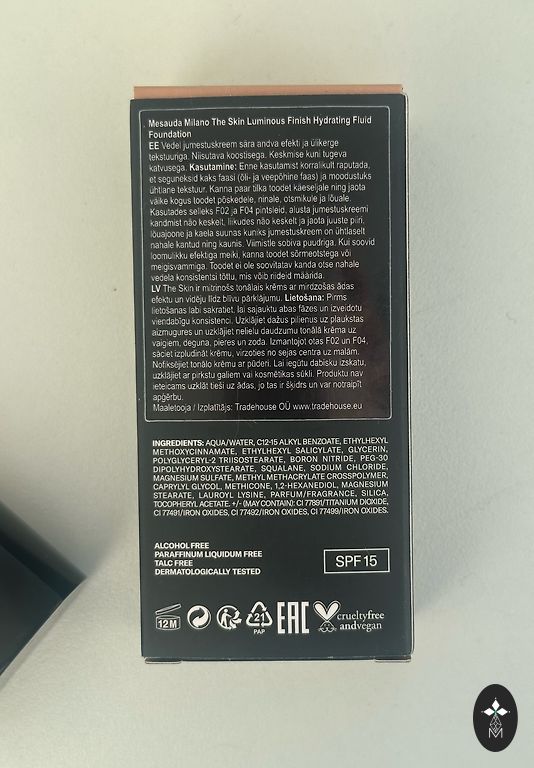 Mesauda Milano The Skin Luminous Finish Hydrating Fluid
Foundation
EE Vedel jumestuskreem sära andva efekti ja ülikerge
tekstuuriga. Niisutava koostisega. Keskmise kuni tugeva
katvusega. Kasutamine: Enne kasutamist korralikult raputada,
et seguneksid kaks faasi (õli- ja veepõhine faas) ja moodustuks
ühtlane tekstuur. Kanna paar tilka toodet käeseljale ning jaota
väike kogus toodet põskedele, ninale, otsmikule ja lõuale.
Kasutades selleks F02 ja F04 pintsleid, alusta jumestuskreemi
kandmist näo keskelt, liikudes näo keskelt ja jaota juuste piiri,
lõuajoone ja kaela suunas kuniks jumestuskreem on ühtlaselt
nahale kantud ning kaunis. Viimistle sobiva puudriga. Kui soovid
loomulikku efektiga meiki, kanna toodet sõrmeotstega või
meigisvammiga. Toodet ei ole soovitatav kanda otse nahale
vedela konsistentsi tõttu, mis võib riideid määrida.
LV The Skin ir mitrinošs tonālais krēms ar mirdzošas ādas
efektu un vidēju līdz blīvu pārklājumu. Lietošana: Pirms
lietošanas labi sakratiet, lai sajauktu abas fāzes un izveidotu
viendabīgu konsistenci. Uzklājiet dažus pilienus uz plaukstas
aizmugures un uzklājiet nelielu daudzumu tonālā krēma uz
vaigiem, deguna, pieres un zoda. Izmantojot otas F02 un F04,
sāciet izpludināt krēmu, virzoties no sejas centra uz malām.
Nofiksējiet tonālo krēmu ar pūderi. Lai iegūtu dabisku izskatu,
uzklājiet ar pirkstu galiem vai kosmētikas sūkli. Produktu nav
ieteicams uzklāt tieši uz ādas, jo tas ir šķidrs un var notraipīt
apģērbu.
Maaletooja / Izplatītājs: Tradehouse OÜ www.tradehouse.eu
INGREDIENTS: AQUA/WATER, C12-15 ALKYL BENZOATE, ETHYLHEXYL
METHOXYCINNAMATE, ETHYLHEXYL SALICYLATE, GLYCERIN,
POLYGLYCERYL-2 TRIISOSTEARATE, BORON NITRIDE, PEG-30
DIPOLYHYDROXYSTEARATE, SQUALANE, SODIUM CHLORIDE,
MAGNESIUM SULFATE, METHYL METHACRYLATE CROSSPOLYMER,
CAPRYLYL GLYCOL, METHICONE, 1,2-HEXANEDIOL, MAGNESIUM
STEARATE, LAUROYL LYSINE, PARFUM/FRAGRANCE, SILICA,
TOCOPHERYL ACETATE. +/- (MAY CONTAIN): CI 77891/TITANIUM DIOXIDE,
CI 77491/IRON OXIDES, CI 77492/IRON OXIDES, CI 77499/IRON OXIDES.
ALCOHOL FREE
PARAFFINUM LIQUIDUM FREE
TALC FREE
DERMATOLOGICALLY TESTED
SPF 15
12M
21
PAP
EAC
crueltyfree
andvegan
M